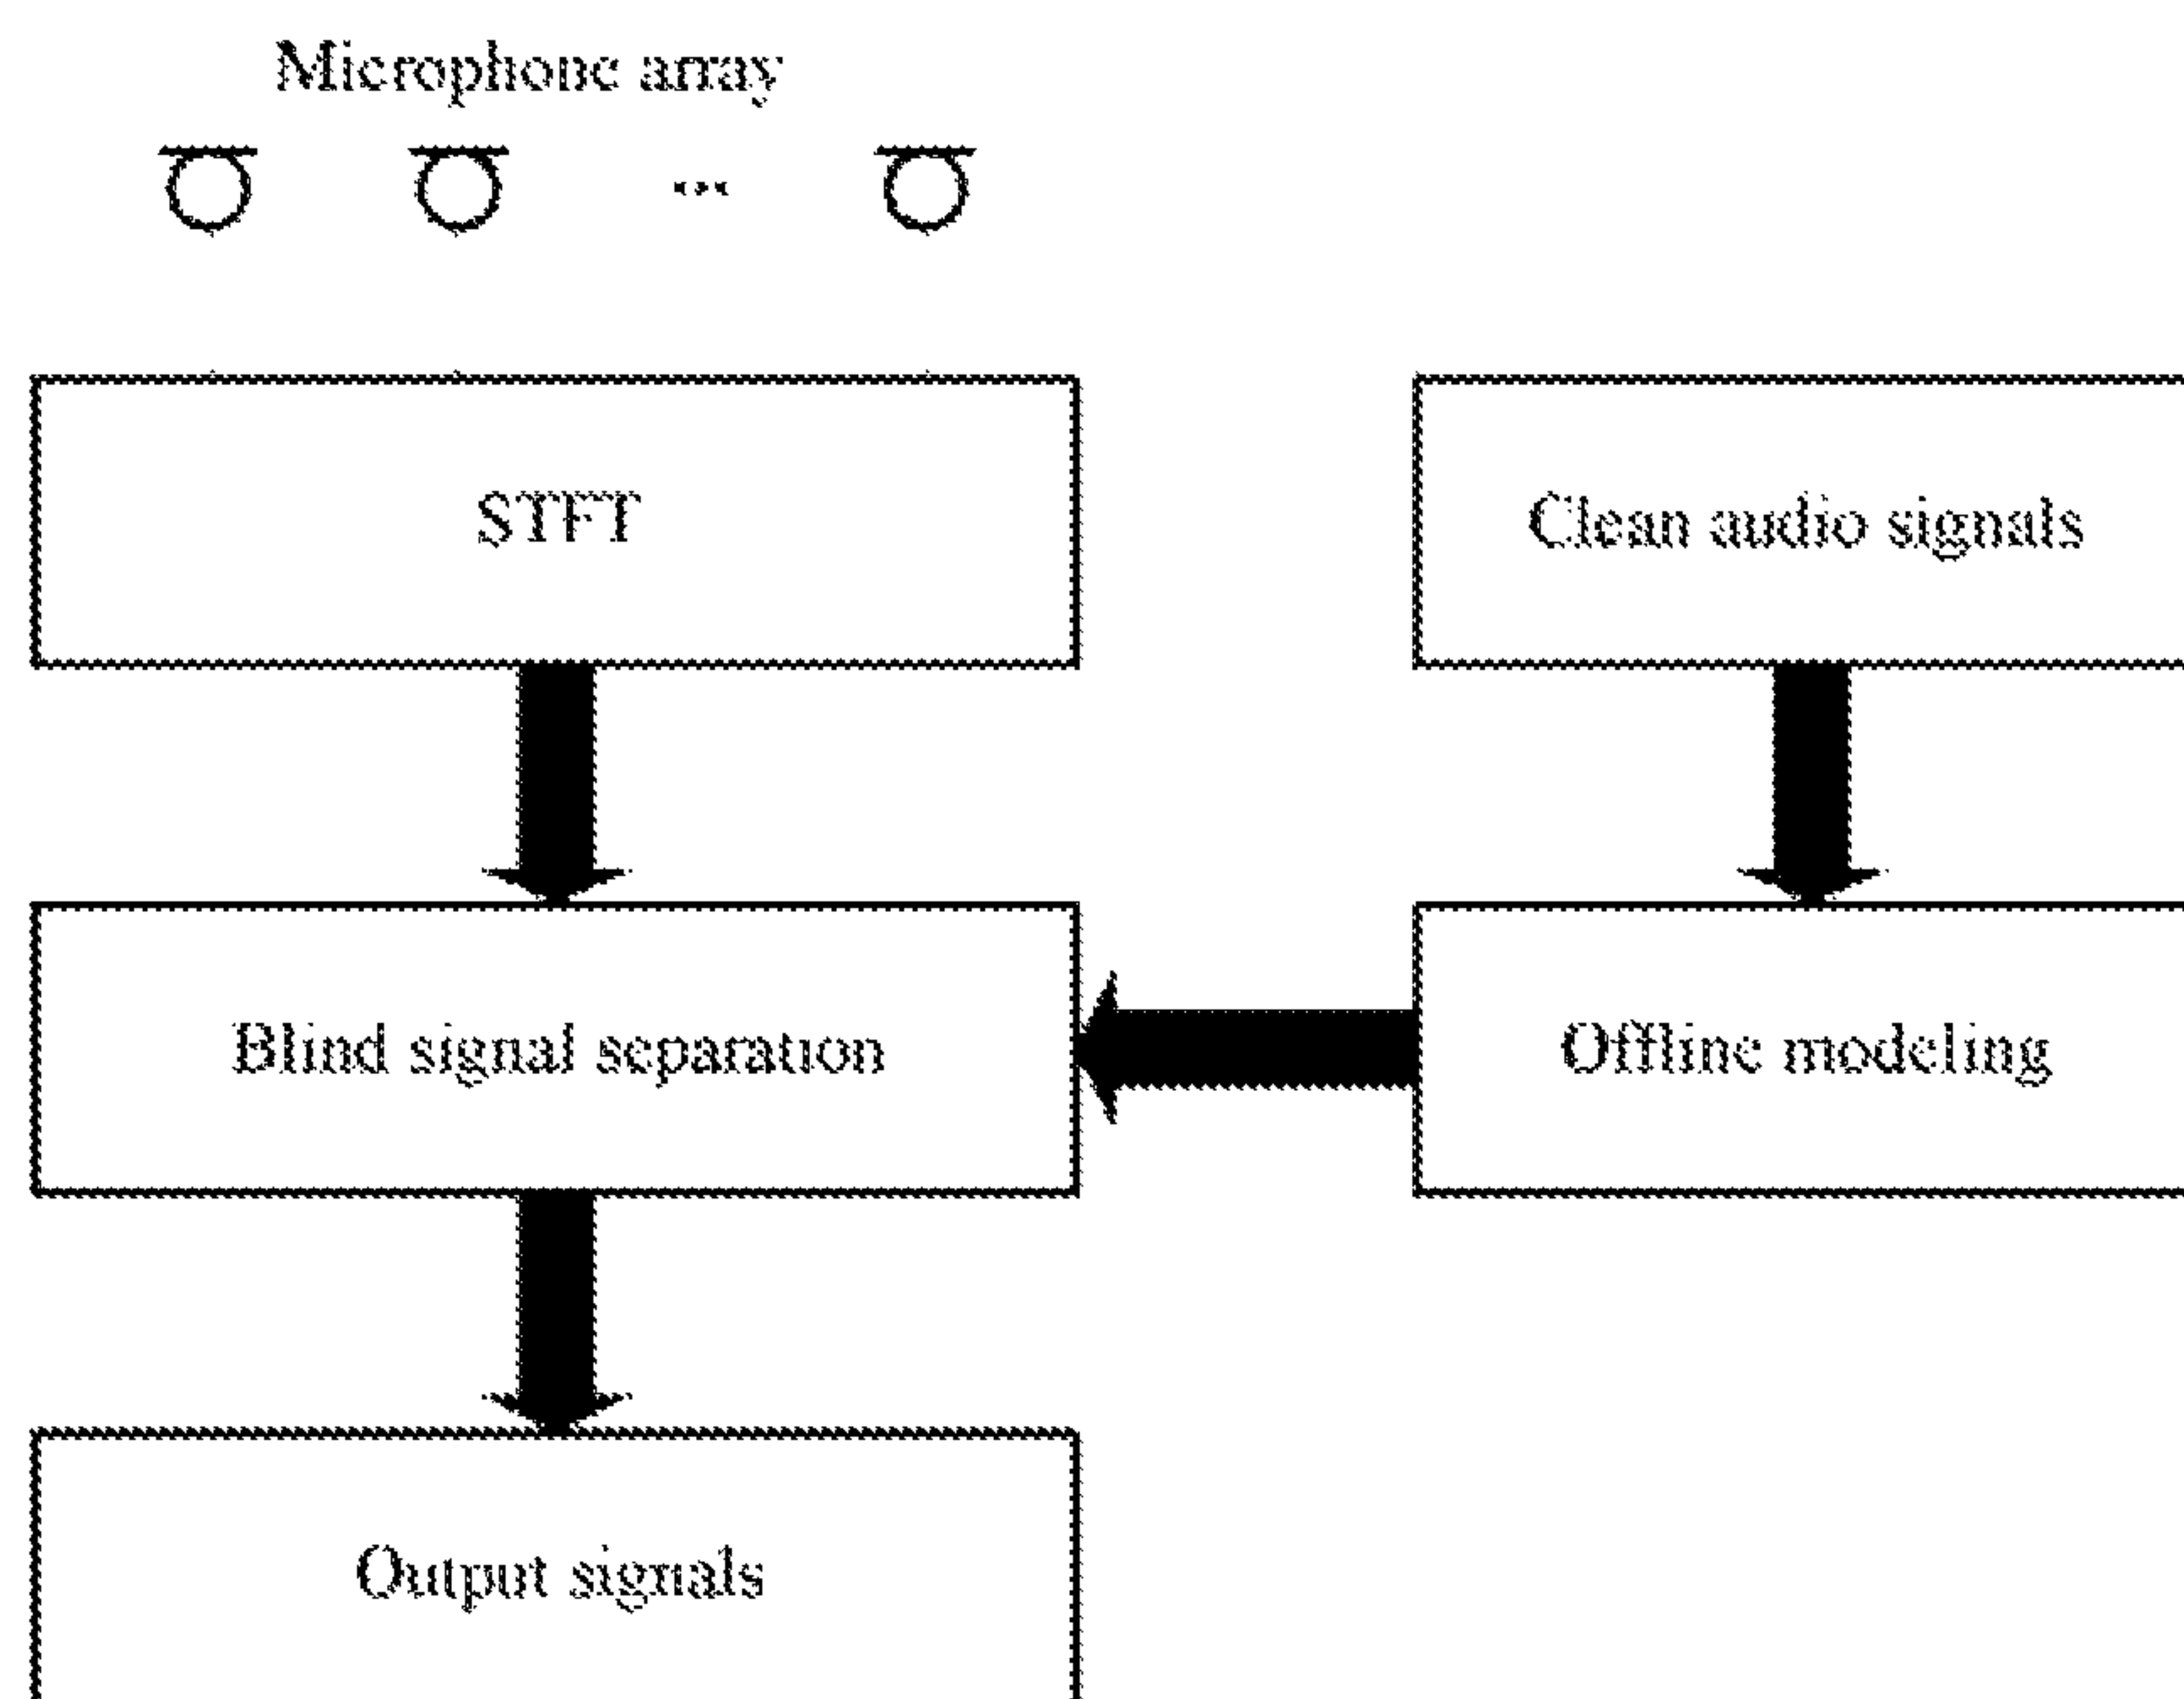 Microphone array
...
STFT
Clean audio signals
Blind signal separation
Offline modeling
Output signals